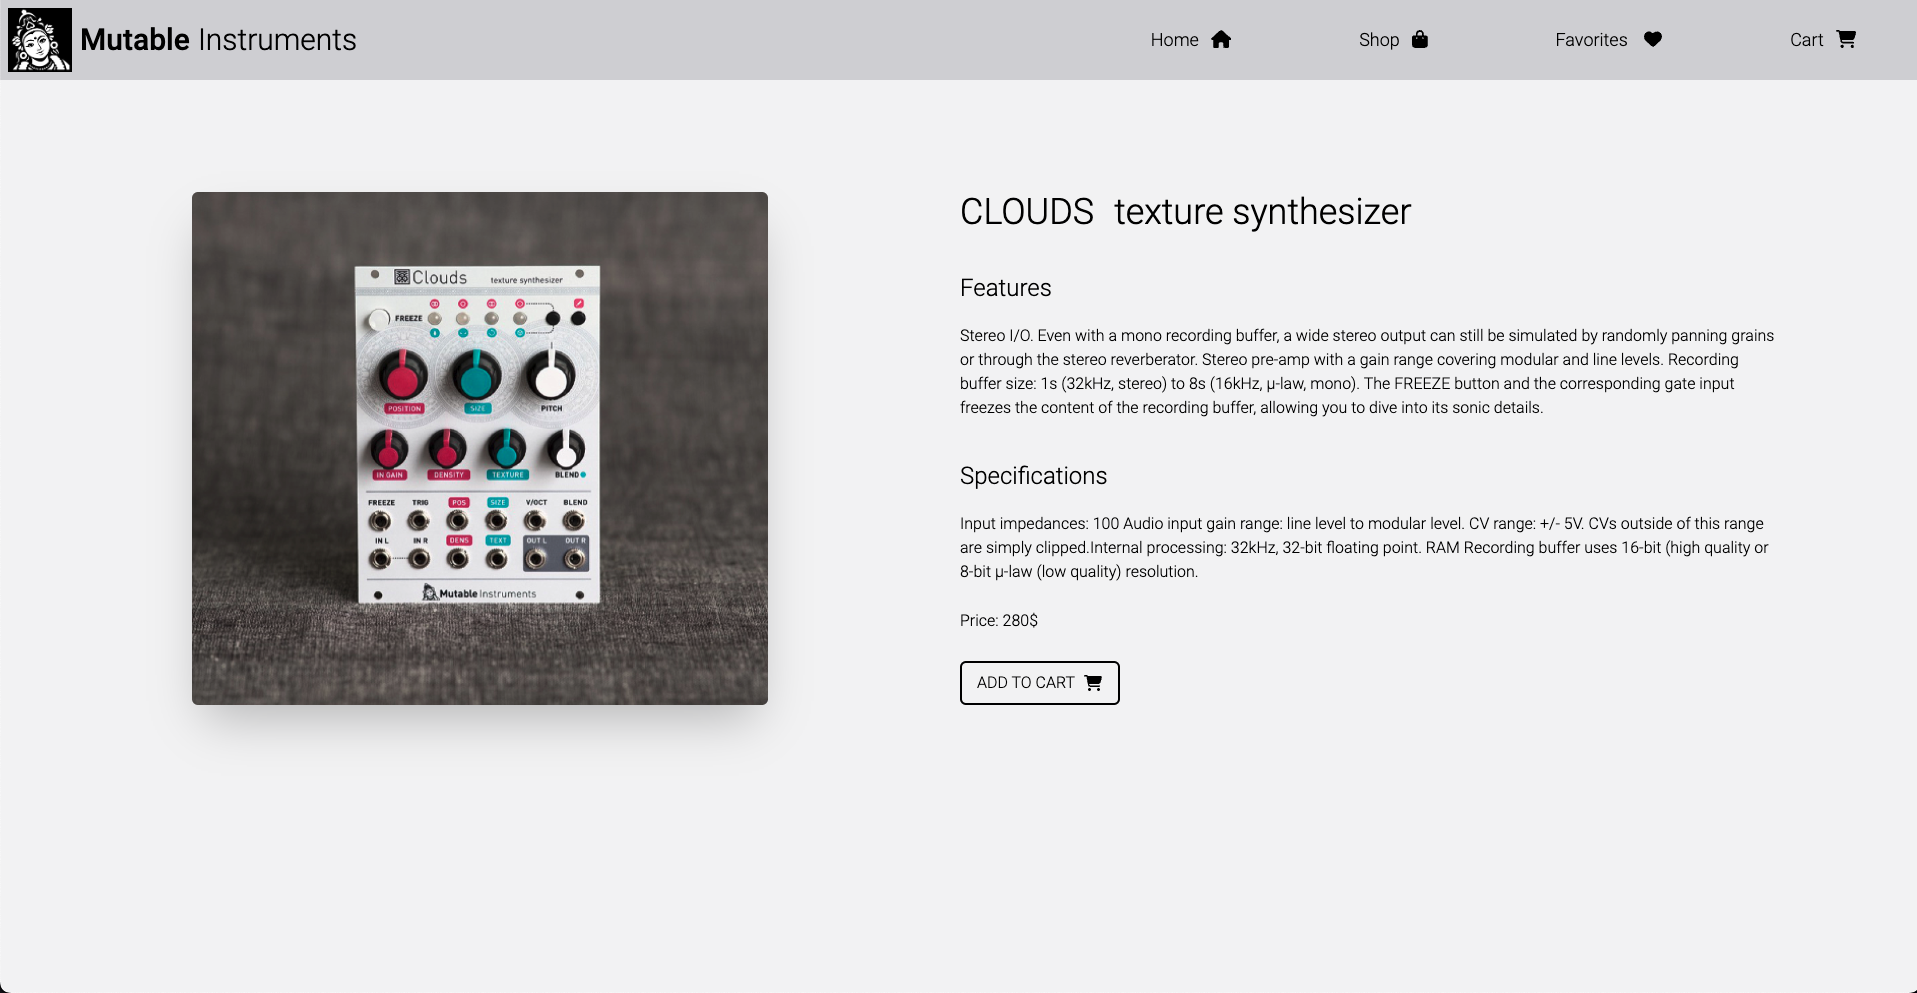 Mutable Instruments
Home
Shop
Favorites
Cart
Clouds texture synthesizer
FREEZE
POSITION SIZE PITCH
IN GAIN DENSITY TEXTURE BLEND
FREEZE TRIG POS SIZE V/OCT BLEND
IN L IN R DENS TEXT OUT L OUT R
Mutable Instruments
CLOUDS texture synthesizer
Features
Stereo I/O. Even with a mono recording buffer, a wide stereo output can still be simulated by randomly panning grains
or through the stereo reverberator. Stereo pre-amp with a gain range covering modular and line levels. Recording
buffer size: 1s (32kHz, stereo) to 8s (16kHz, µ-law, mono). The FREEZE button and the corresponding gate input
freezes the content of the recording buffer, allowing you to dive into its sonic details.
Specifications
Input impedances: 100 Audio input gain range: line level to modular level. CV range: +/- 5V. CVs outside of this range
are simply clipped.Internal processing: 32kHz, 32-bit floating point. RAM Recording buffer uses 16-bit (high quality or
8-bit µ-law (low quality) resolution.
Price: 280$
ADD TO CART